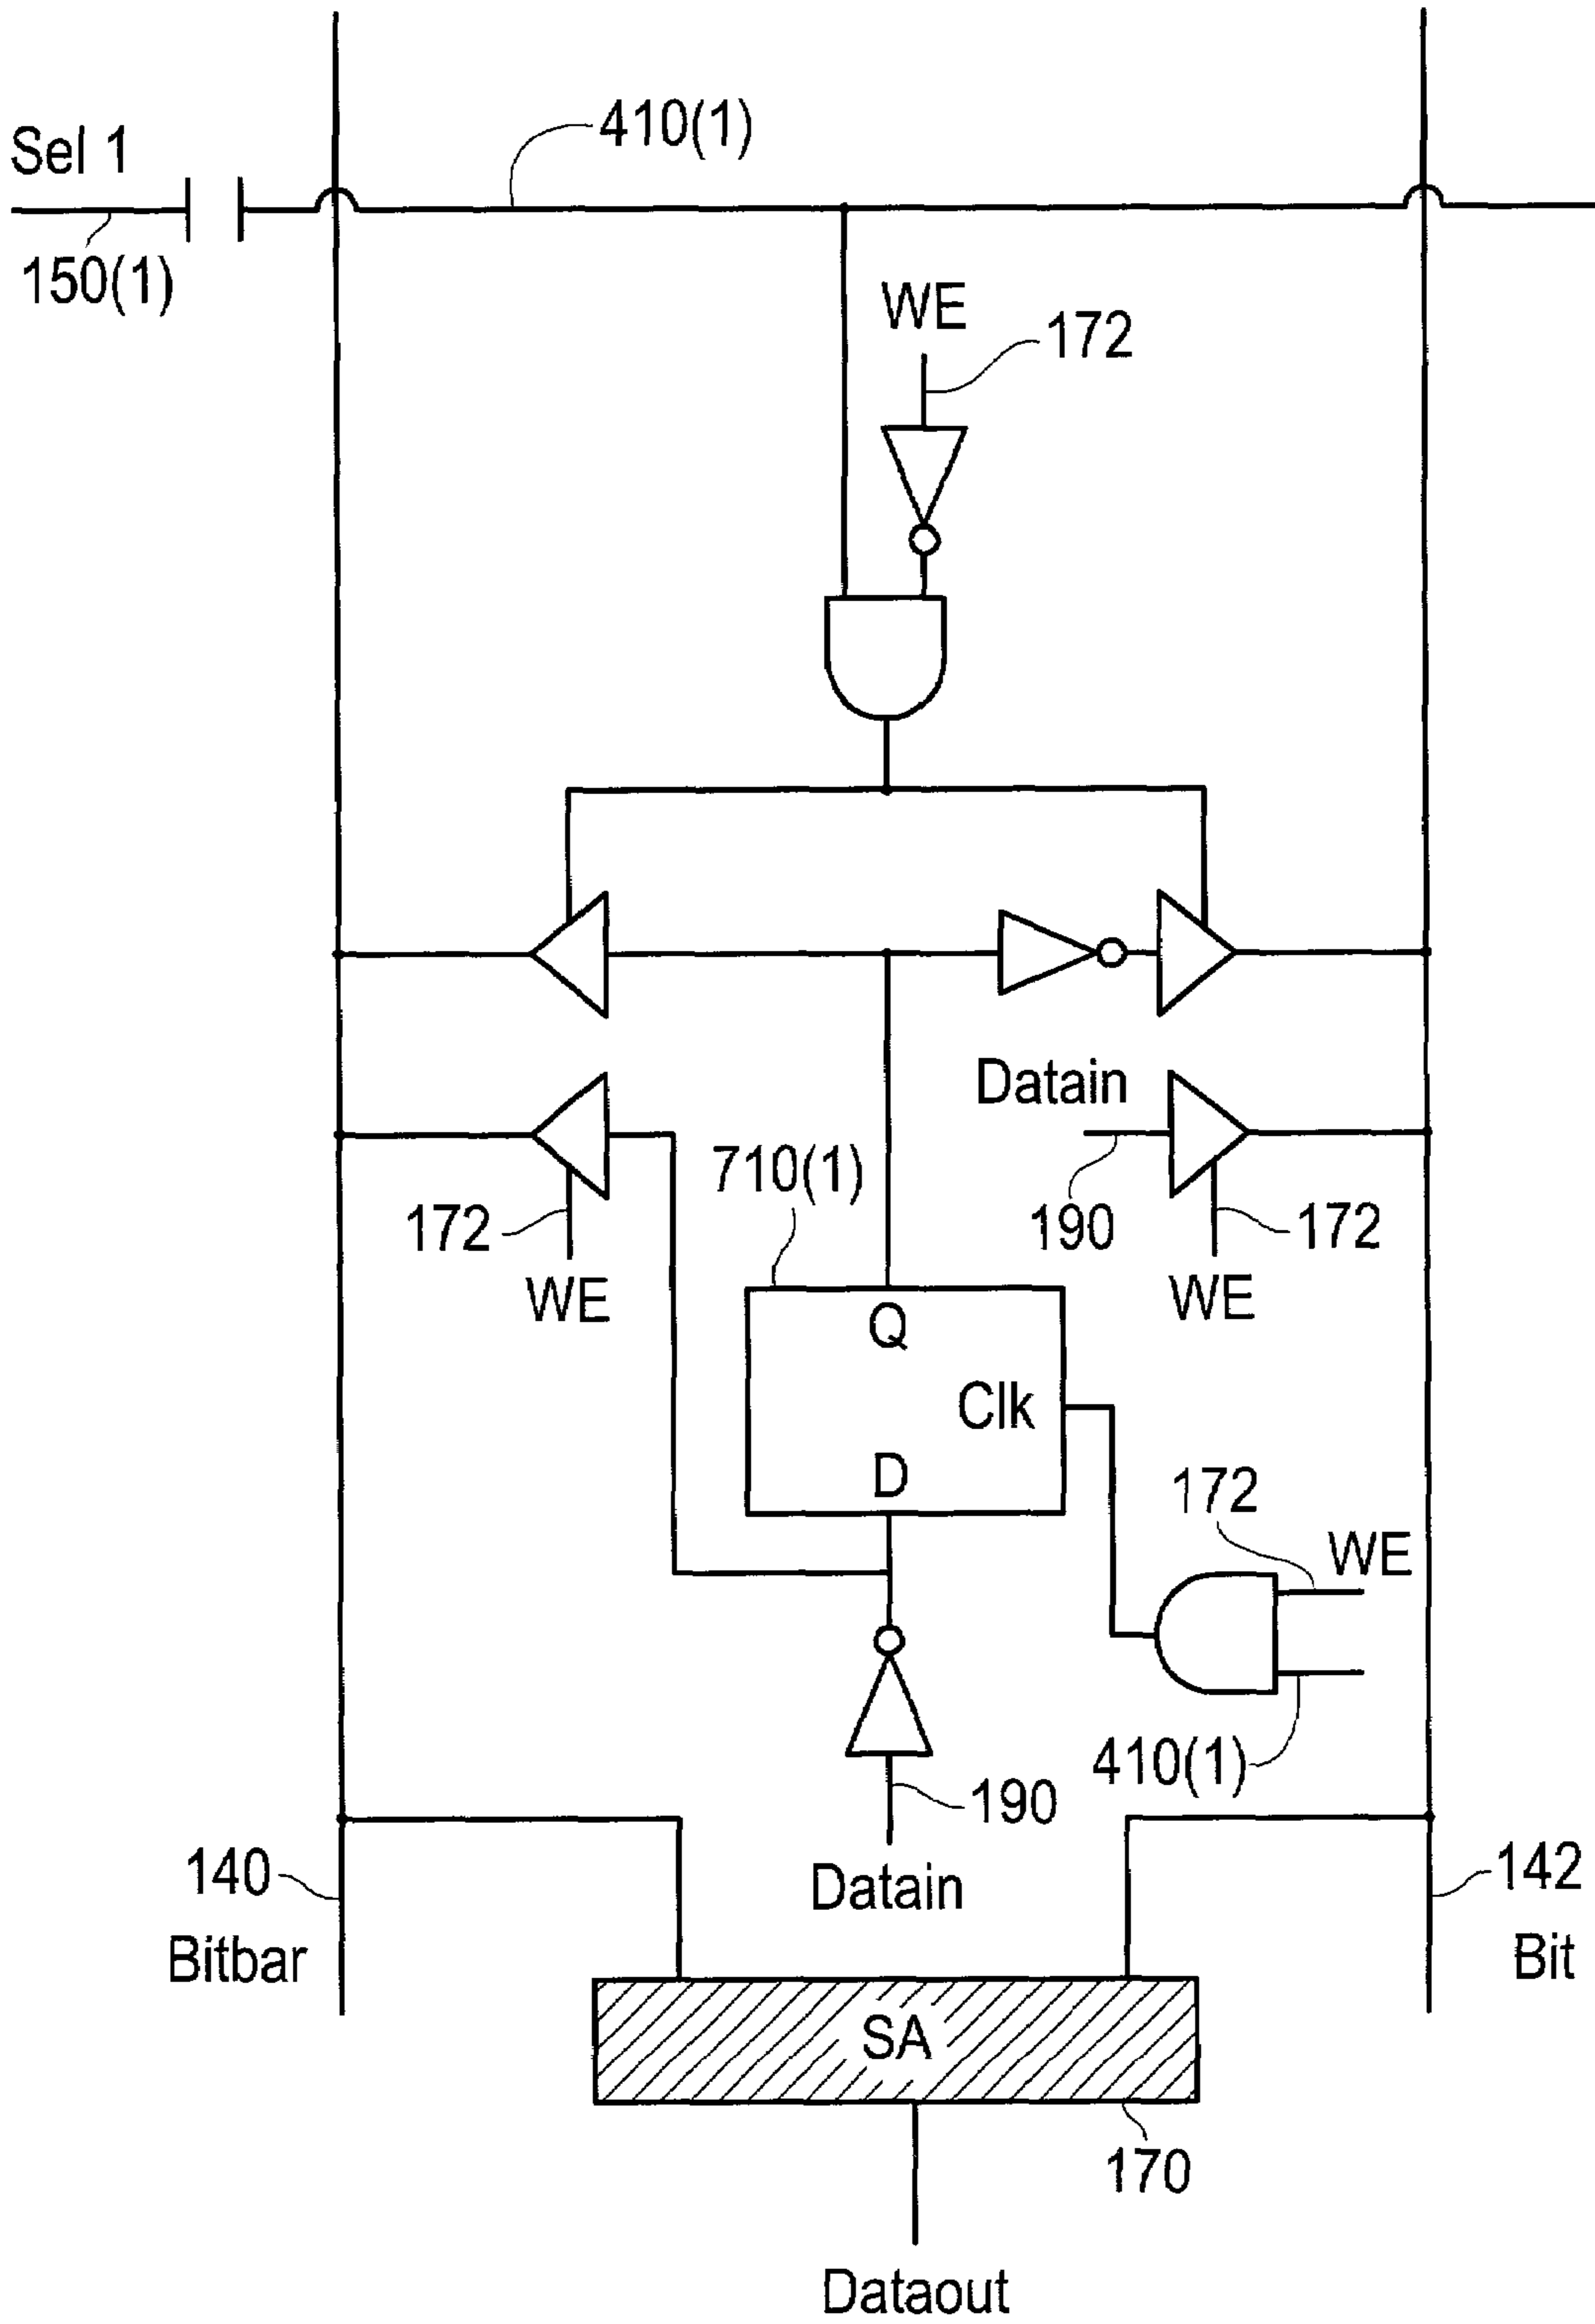 Sel 1
410(1)
150(1)
WE
172
Datain
710(1)
190
172
172
WE
WE
Q
Clk
D
172
WE
410(1)
190
140
142
Datain
Bitbar
Bit
SA
170
Dataout